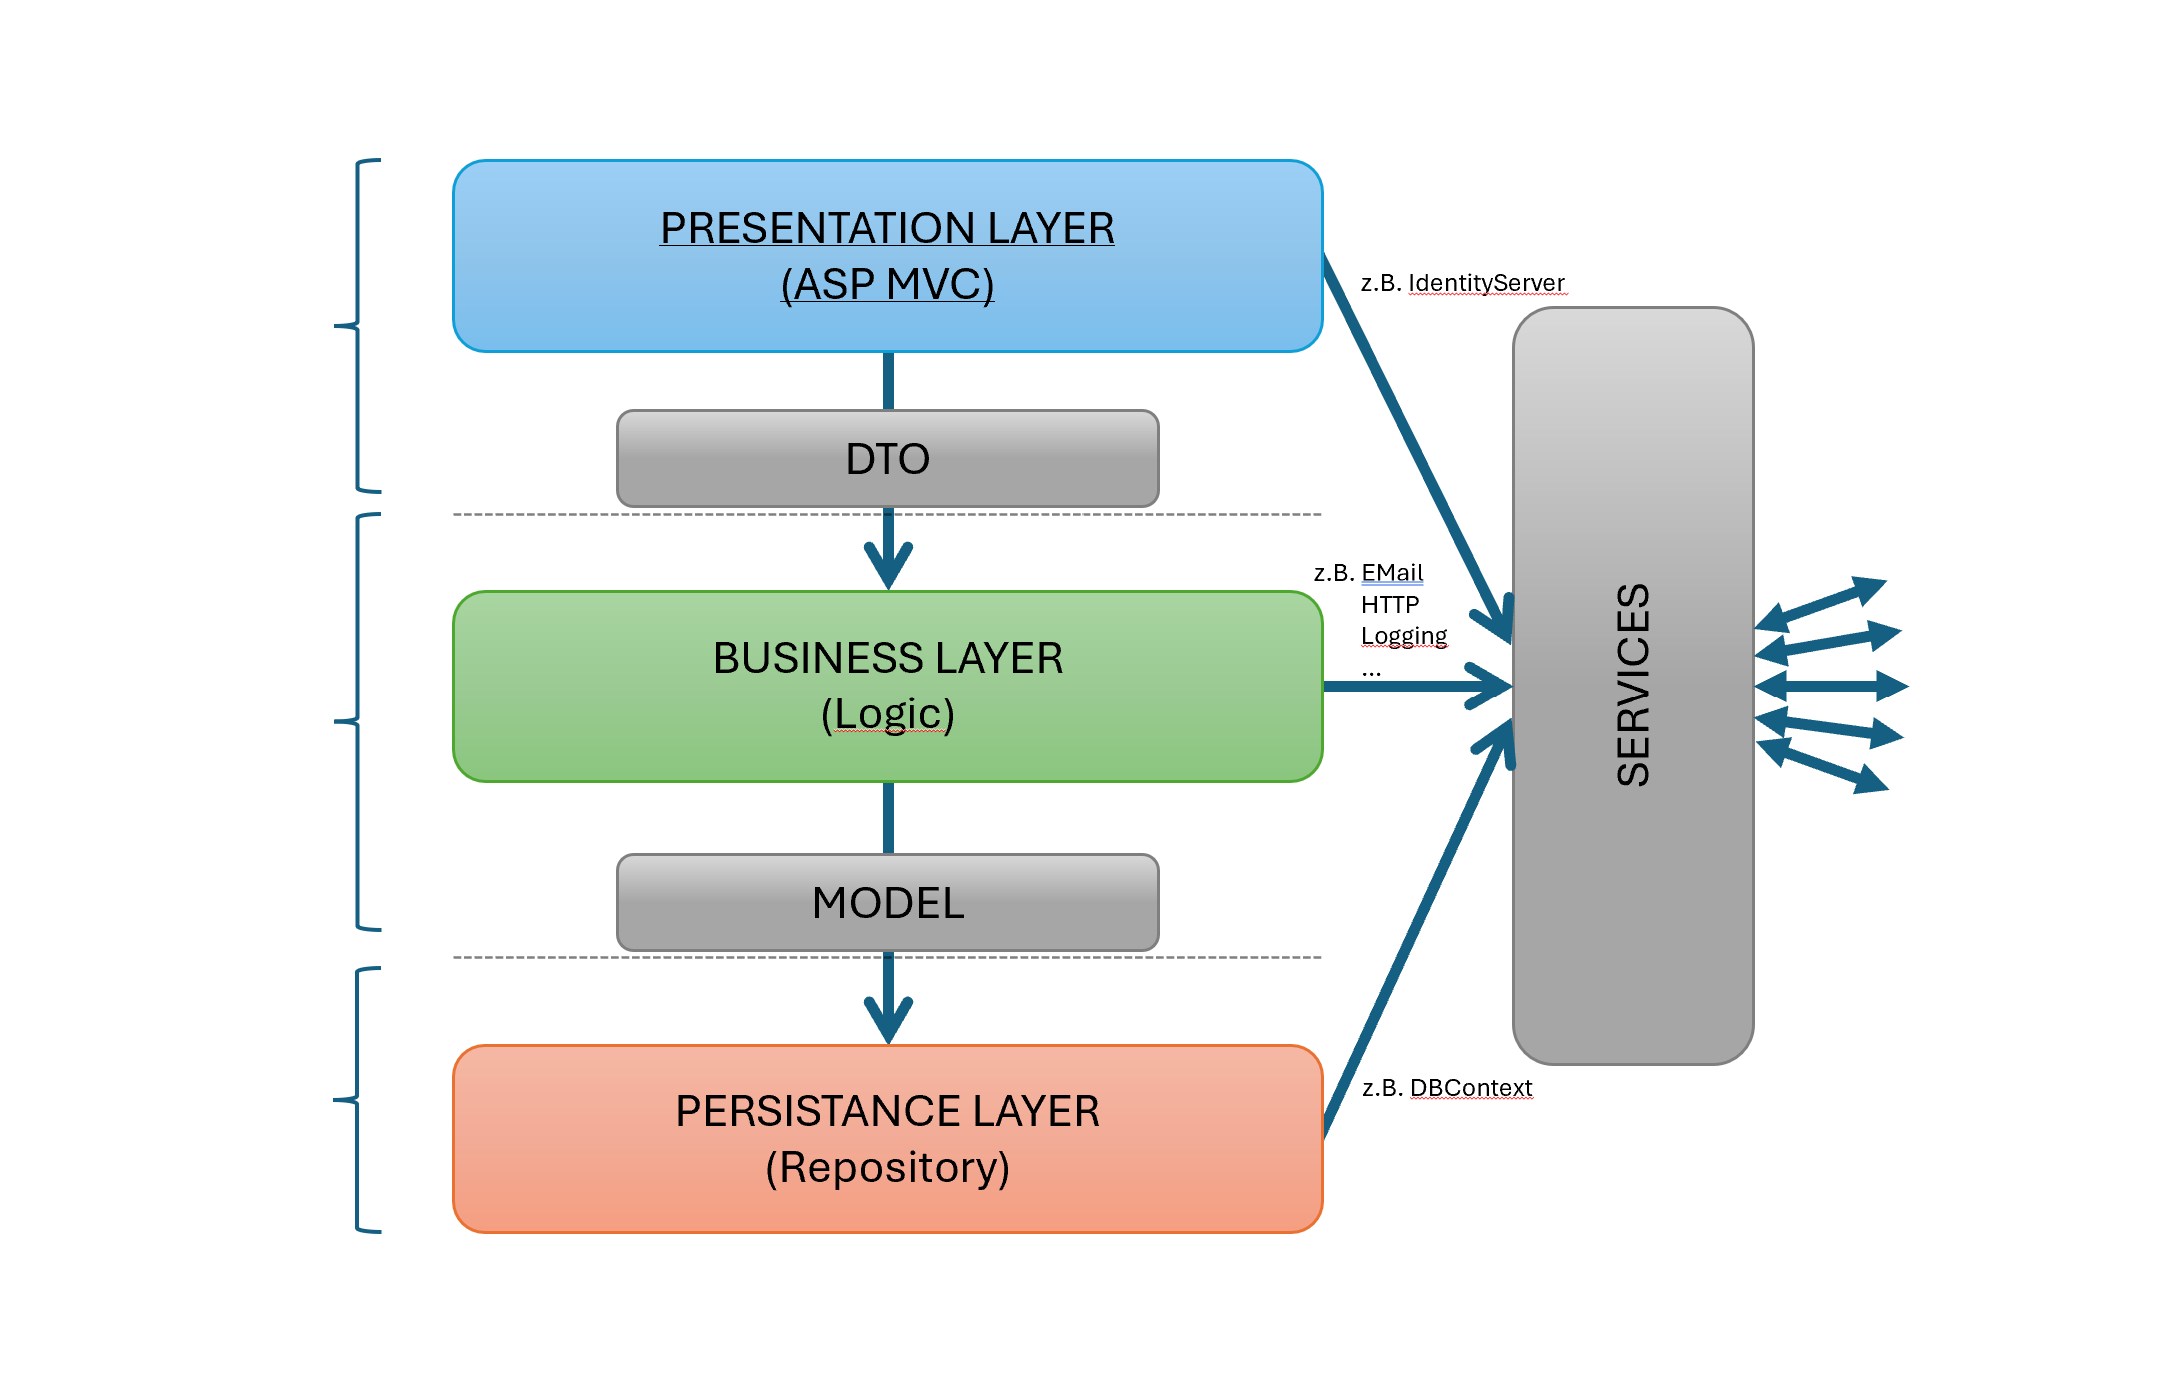 PRESENTATION LAYER
(ASP MVC)
z.B. IdentityServer
DTO
z.B. EMail
HTTP
Logging
...
BUSINESS LAYER
(Logic)
SERVICES
MODEL
z.B. DBContext
PERSISTANCE LAYER
(Repository)